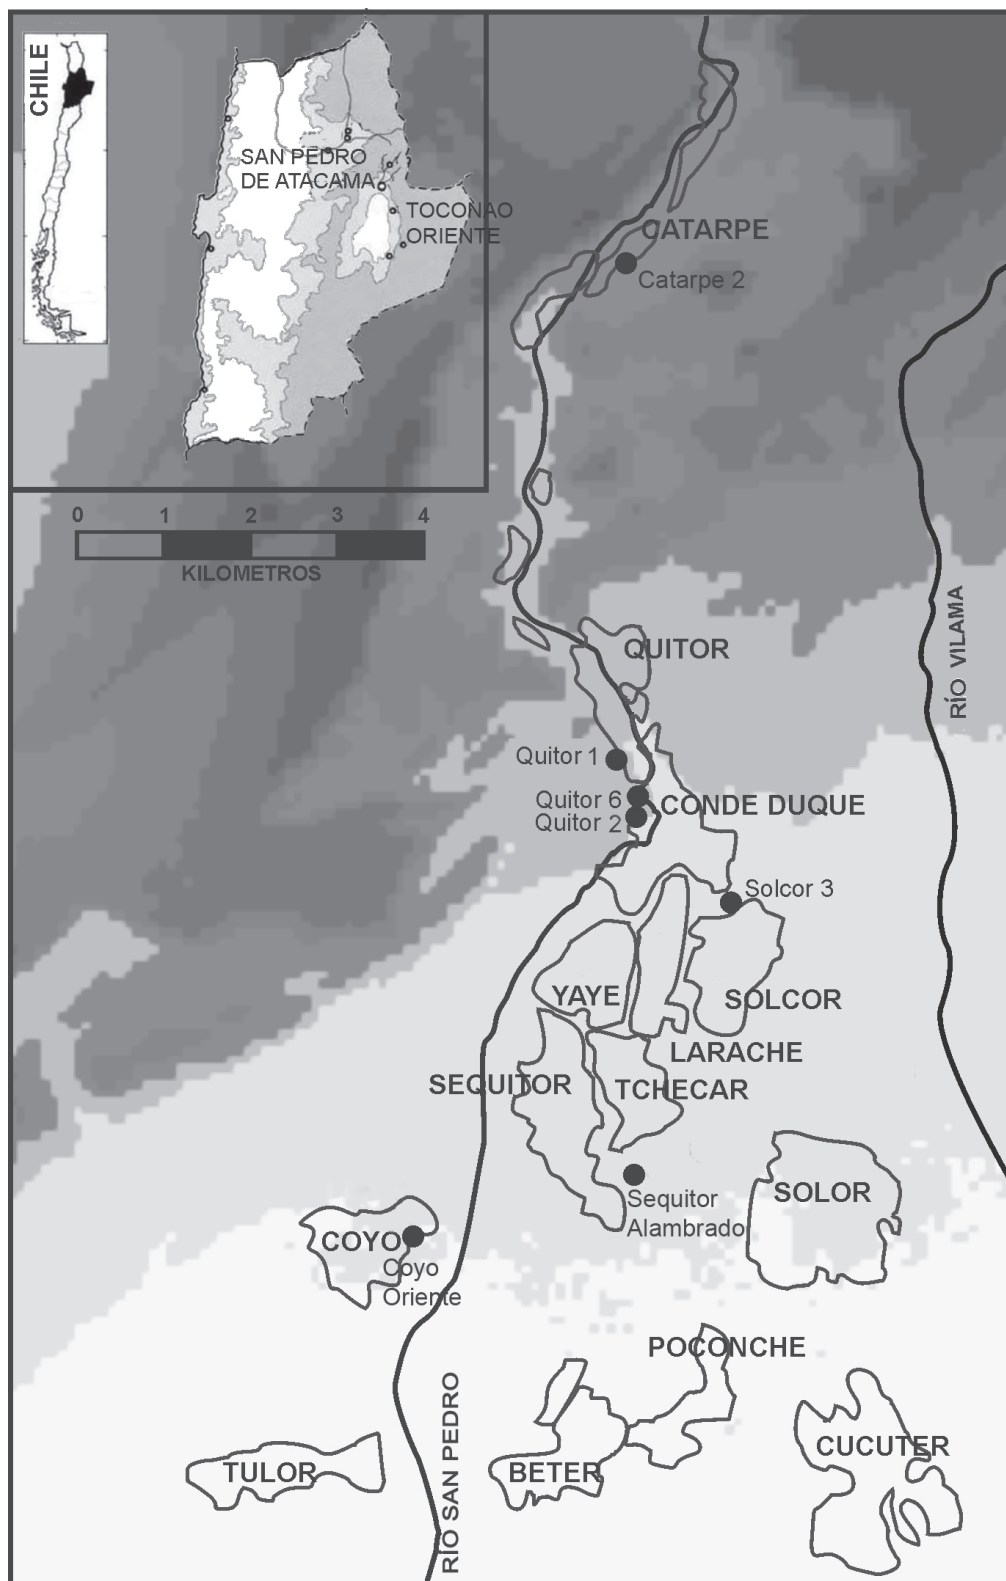 CHILE
SAN PEDRO
DE ATACAMA
TOCONAO
ORIENTE
0 1 2 3 4
KILOMETROS
CATARPE
Catarpe 2
RÍO VILAMA
QUITOR
Quitor 1
Quitor 6
CONDE DUQUE
Quitor 2
Solcor 3
YAYE
SOLCOR
LARACHE
SEQUITOR
TCHECAR
Sequitor
Alambrado
SOLOR
COYO
Coyo
Oriente
POCONCHE
RÍO SAN PEDRO
TULOR
BETER
CUCUTER